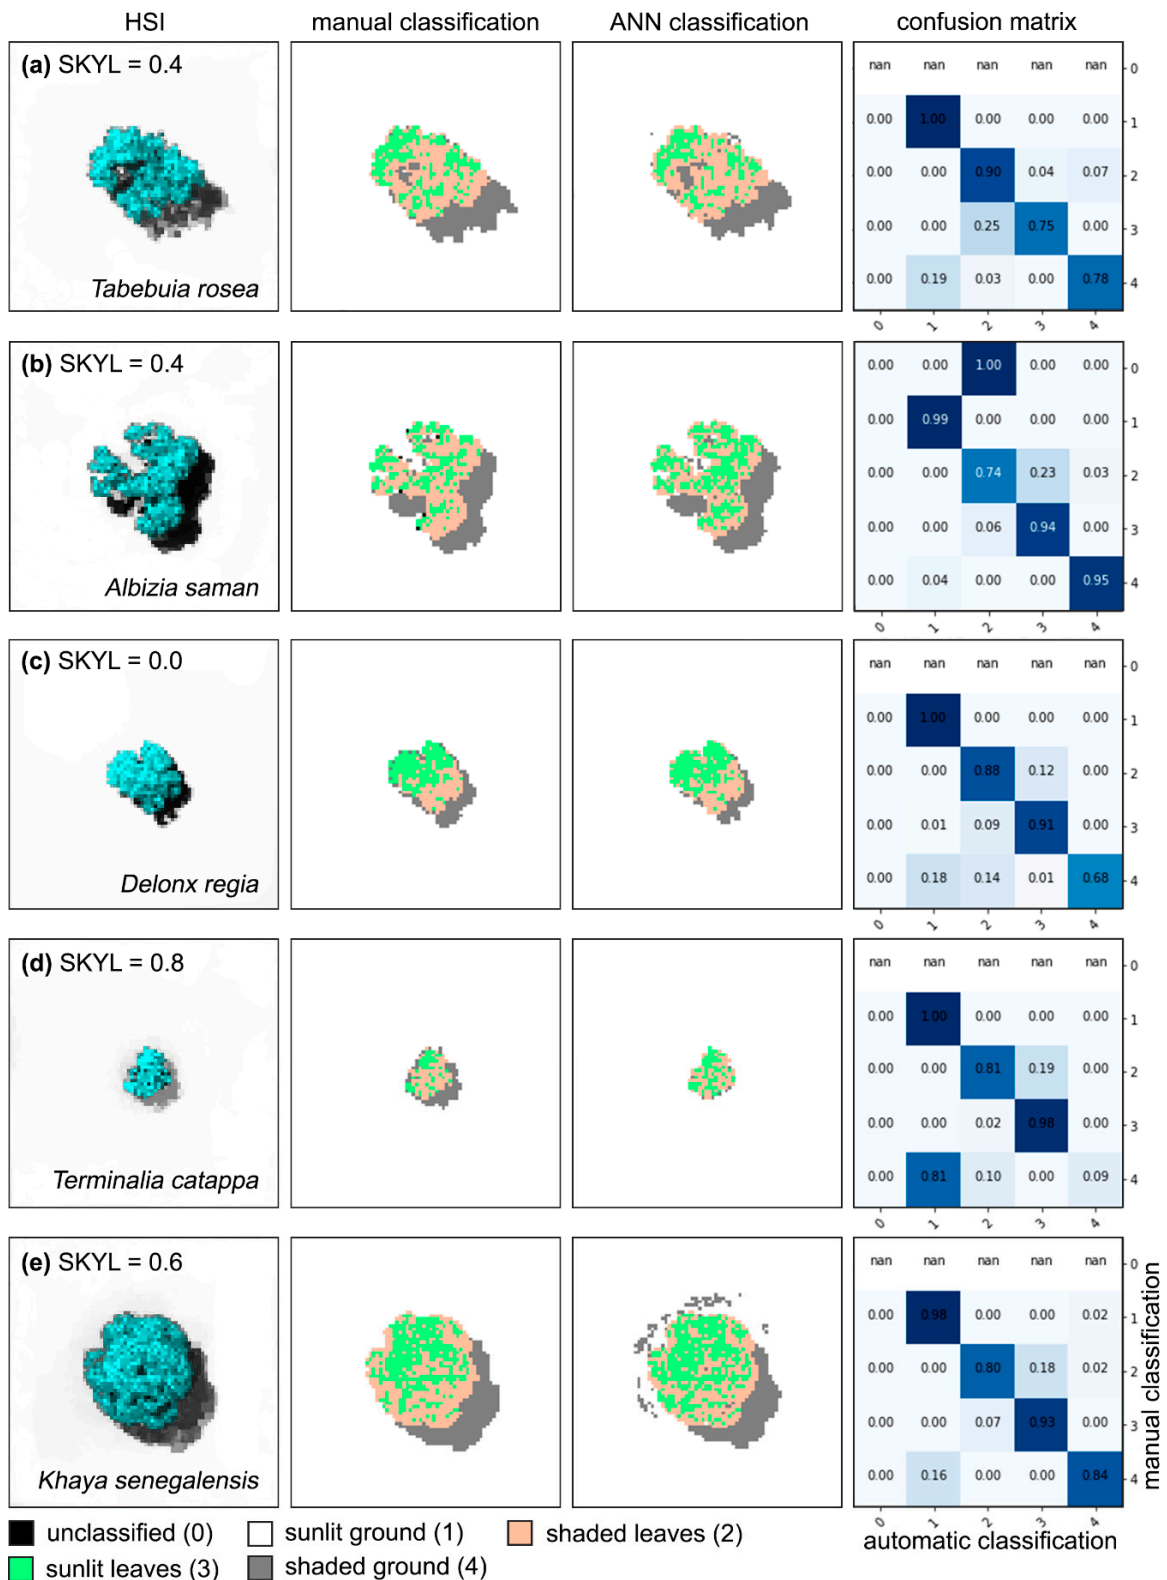 HSI manual classification ANN classification confusion matrix
(a) SKYL = 0.4
Tabebuia rosea
nan nan nan nan nan 0
0.00 1.00 0.00 0.00 0.00 1
0.00 0.00 0.90 0.04 0.07 2
0.00 0.00 0.25 0.75 0.00 3
0.00 0.19 0.03 0.00 0.78 4
0 1 2 3 4
(b) SKYL = 0.4
Albizia saman
0.00 0.00 1.00 0.00 0.00 0
0.00 0.99 0.00 0.00 0.00 1
0.00 0.00 0.74 0.23 0.03 2
0.00 0.00 0.06 0.94 0.00 3
0.00 0.04 0.00 0.00 0.95 4
0 1 2 3 4
(c) SKYL = 0.0
Delonx regia
nan nan nan nan nan 0
0.00 1.00 0.00 0.00 0.00 1
0.00 0.00 0.88 0.12 0.00 2
0.00 0.01 0.09 0.91 0.00 3
0.00 0.18 0.14 0.01 0.68 4
0 1 2 3 4
(d) SKYL = 0.8
Terminalia catappa
nan nan nan nan nan 0
0.00 1.00 0.00 0.00 0.00 1
0.00 0.00 0.81 0.19 0.00 2
0.00 0.00 0.02 0.98 0.00 3
0.00 0.81 0.10 0.00 0.09 4
0 1 2 3 4
(e) SKYL = 0.6
Khaya senegalensis
nan nan nan nan nan 0
0.00 0.98 0.00 0.00 0.02 1
0.00 0.00 0.80 0.18 0.02 2
0.00 0.00 0.07 0.93 0.00 3
0.00 0.16 0.00 0.00 0.84 4
0 1 2 3 4
manual classification
automatic classification
unclassified (0) sunlit ground (1) shaded leaves (2)
sunlit leaves (3) shaded ground (4)